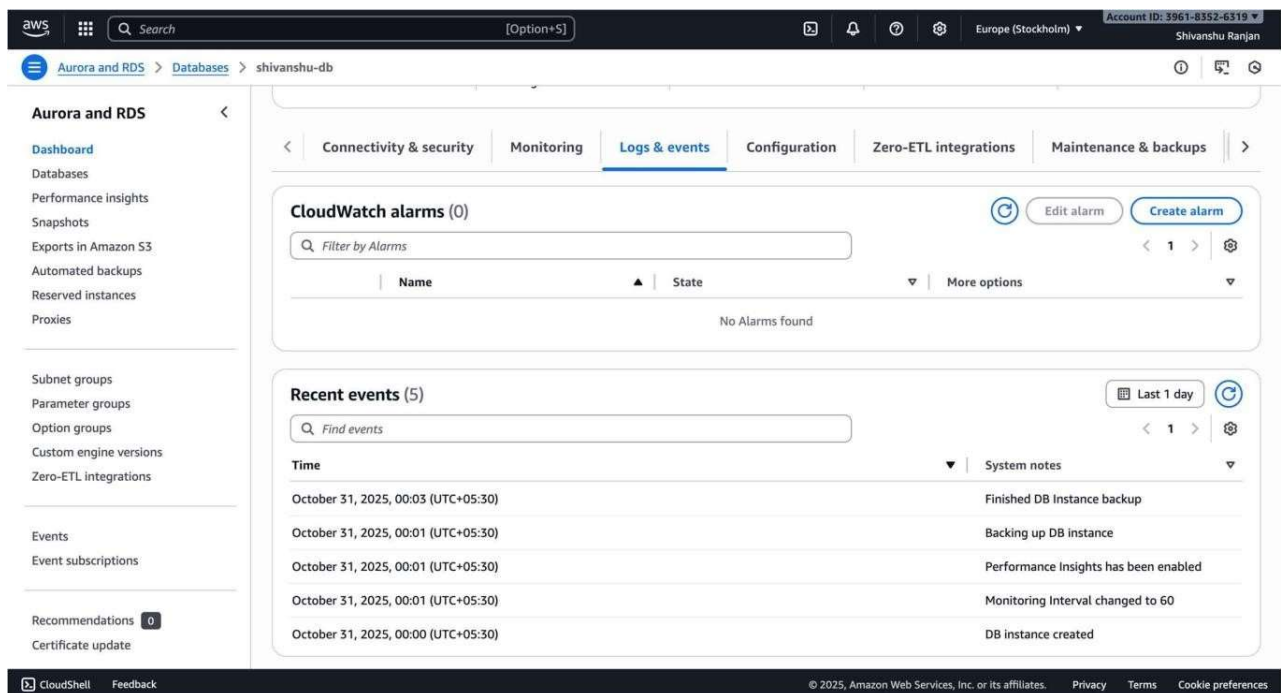 aws
Search [Option+S]
Europe (Stockholm)
Account ID: 3961-8352-6319
Shivanshu Ranjan
Aurora and RDS > Databases > shivanshu-db
Aurora and RDS
Dashboard
Databases
Performance insights
Snapshots
Exports in Amazon S3
Automated backups
Reserved instances
Proxies
Subnet groups
Parameter groups
Option groups
Custom engine versions
Zero-ETL integrations
Events
Event subscriptions
Recommendations 0
Certificate update
Connectivity & security Monitoring Logs & events Configuration Zero-ETL integrations Maintenance & backups
CloudWatch alarms (0)
Edit alarm Create alarm
Filter by Alarms
1
Name State More options
No Alarms found
Recent events (5)
Last 1 day
Find events
1
Time System notes
October 31, 2025, 00:03 (UTC+05:30) Finished DB Instance backup
October 31, 2025, 00:01 (UTC+05:30) Backing up DB instance
October 31, 2025, 00:01 (UTC+05:30) Performance Insights has been enabled
October 31, 2025, 00:01 (UTC+05:30) Monitoring Interval changed to 60
October 31, 2025, 00:00 (UTC+05:30) DB instance created
CloudShell Feedback
© 2025, Amazon Web Services, Inc. or its affiliates. Privacy Terms Cookie preferences